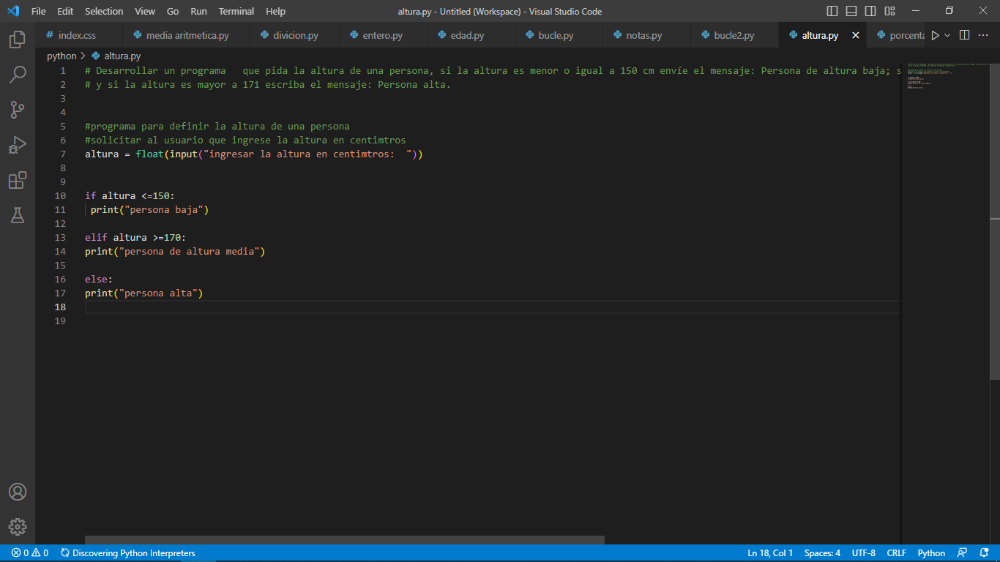 File Edit Selection View Go Run Terminal Help altura.py - Untitled (Workspace) - Visual Studio Code
# index.css media aritmetica.py divicion.py entero.py edad.py bucle.py notas.py bucle2.py altura.py porcenta
python > altura.py
1 # Desarrollar un programa   que pida la altura de una persona, si la altura es menor o igual a 150 cm envíe el mensaje: Persona de altura baja; s
2 # y si la altura es mayor a 171 escriba el mensaje: Persona alta.
3
4
5 #programa para definir la altura de una persona
6 #solicitar al usuario que ingrese la altura en centimtros
7 altura = float(input("ingresar la altura en centimtros:  "))
8
9
10 if altura <=150:
11  print("persona baja")
12
13 elif altura >=170:
14 print("persona de altura media")
15
16 else:
17 print("persona alta")
18
19
0 0 Discovering Python Interpreters Ln 18, Col 1 Spaces: 4 UTF-8 CRLF Python